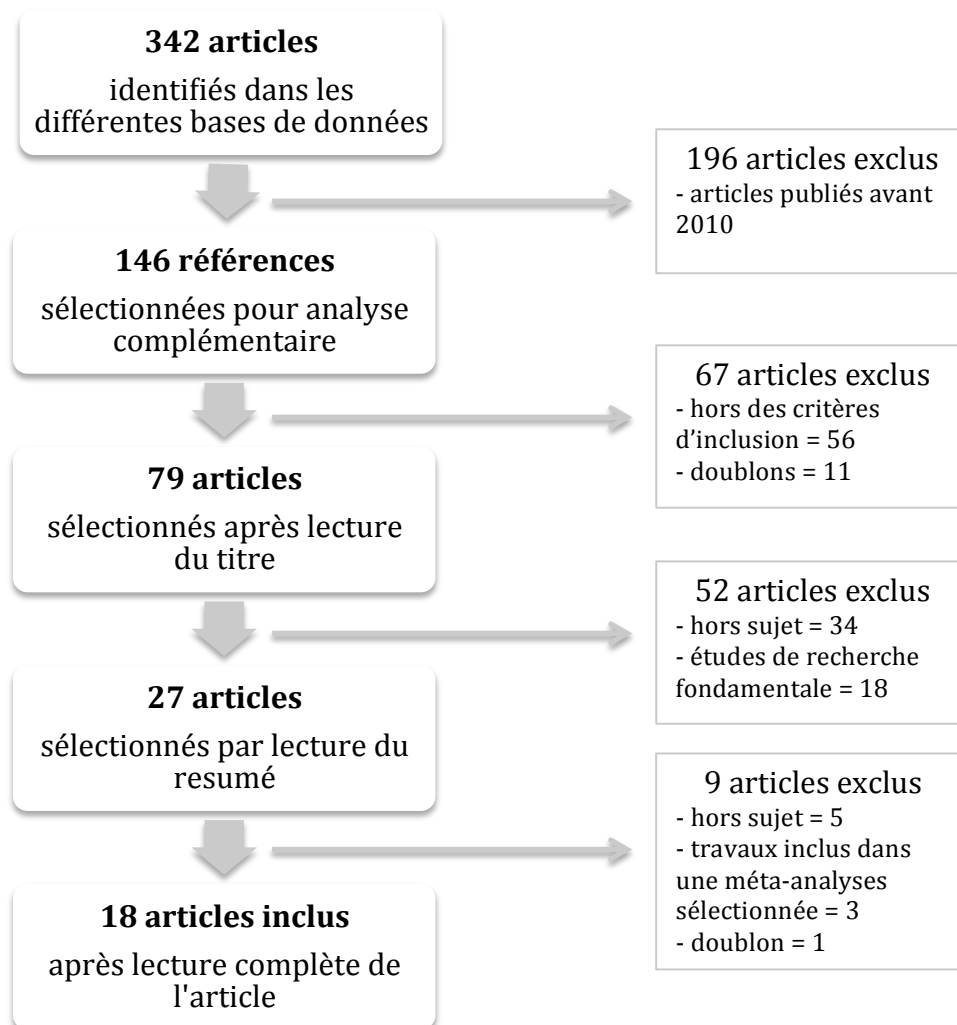 342 articles
identifiés dans les
différentes bases de données
196 articles exclus
- articles publiés avant
2010
146 références
sélectionnées pour analyse
complémentaire
67 articles exclus
- hors des critères
d'inclusion = 56
- doublons = 11
79 articles
sélectionnés après lecture
du titre
52 articles exclus
- hors sujet = 34
- études de recherche
fondamentale = 18
27 articles
sélectionnés par lecture du
resumé
9 articles exclus
- hors sujet = 5
- travaux inclus dans
une méta-analyses
sélectionnée = 3
- doublon = 1
18 articles inclus
après lecture complète de
l'article